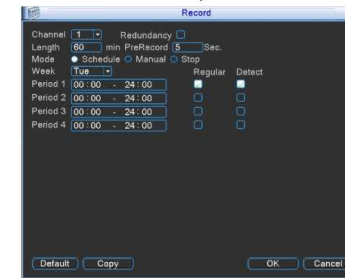 Record
Channel 1 Redundancy
Length 60 min PreRecord 5 Sec.
Mode Schedule Manual Stop
Week Tue Regular Detect
Period 1 00:00 - 24:00
Period 2 00:00 - 24:00
Period 3 00:00 - 24:00
Period 4 00:00 - 24:00
Default Copy OK Cancel